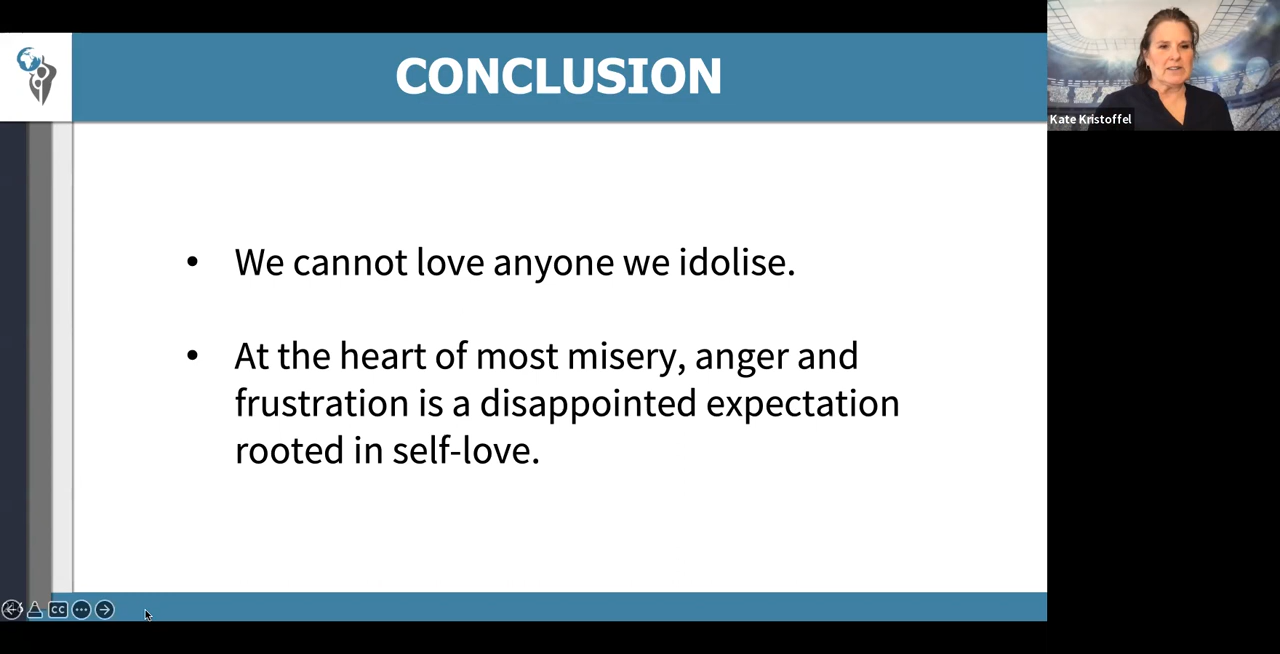 CONCLUSION
Kate Kristoffel
• We cannot love anyone we idolise.
• At the heart of most misery, anger and
frustration is a disappointed expectation
rooted in self-love.
CC